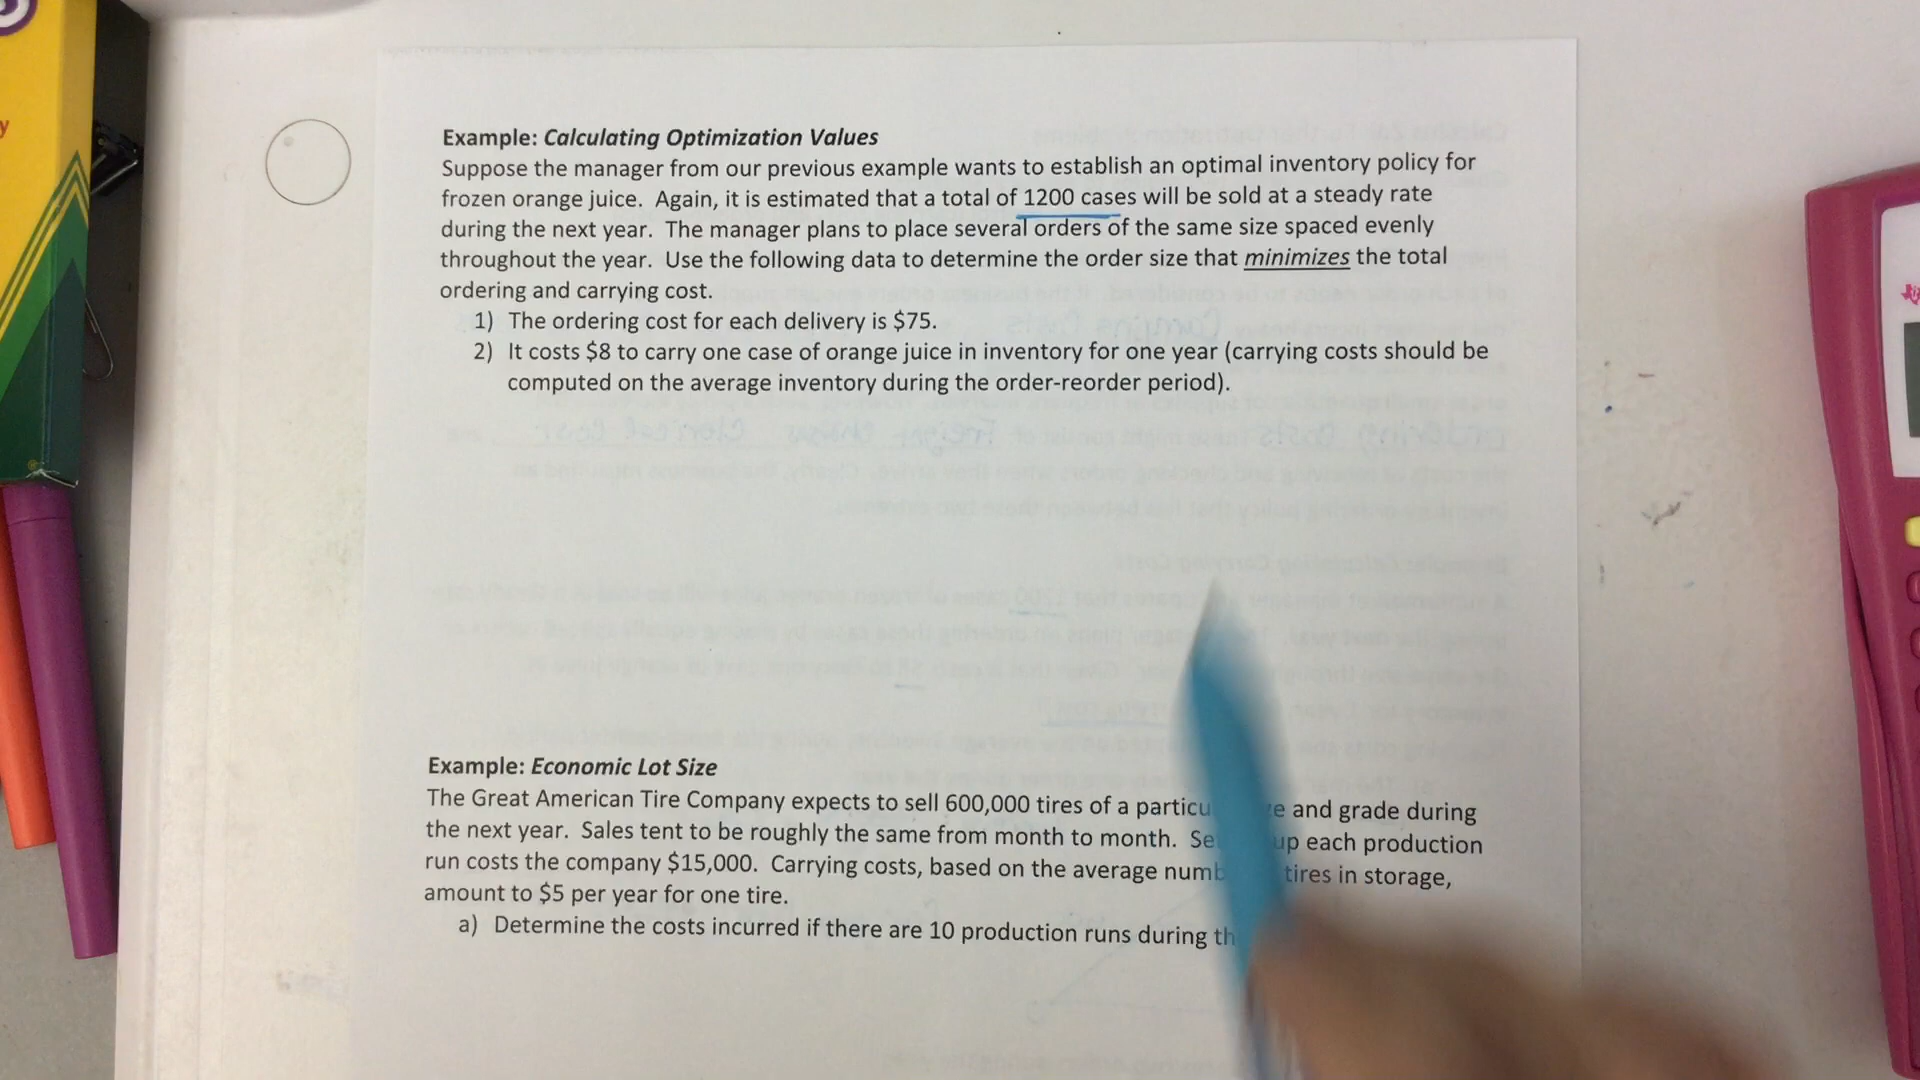 Example: Calculating Optimization Values
Suppose the manager from our previous example wants to establish an optimal inventory policy for
frozen orange juice. Again, it is estimated that a total of 1200 cases will be sold at a steady rate
during the next year. The manager plans to place several orders of the same size spaced evenly
throughout the year. Use the following data to determine the order size that minimizes the total
ordering and carrying cost.
1) The ordering cost for each delivery is $75.
2) It costs $8 to carry one case of orange juice in inventory for one year (carrying costs should be
computed on the average inventory during the order-reorder period).
Example: Economic Lot Size
The Great American Tire Company expects to sell 600,000 tires of a and grade during
the next year. Sales tent to be roughly the same from month to month. up each production
run costs the company $15,000. Carrying costs, based on the average tires in storage,
amount to $5 per year for one tire.
a) Determine the costs incurred if there are 10 production runs during